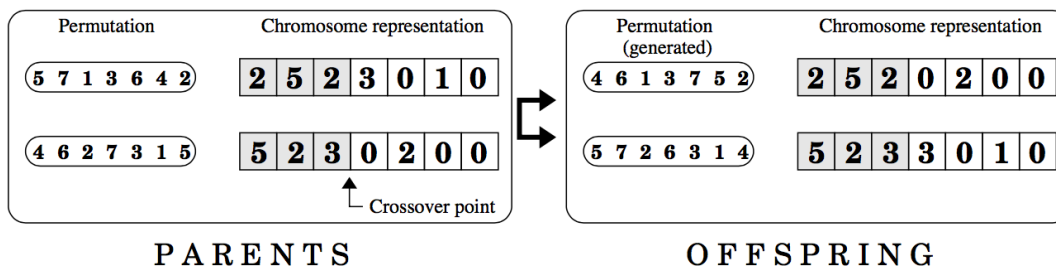 Permutation Chromosome representation
5 7 1 3 6 4 2 2 5 2 3 0 1 0
4 6 2 7 3 1 5 5 2 3 0 2 0 0
Crossover point
PARENTS
Permutation Chromosome representation
(generated)
4 6 1 3 7 5 2 2 5 2 0 2 0 0
5 7 2 6 3 1 4 5 2 3 3 0 1 0
OFFSPRING